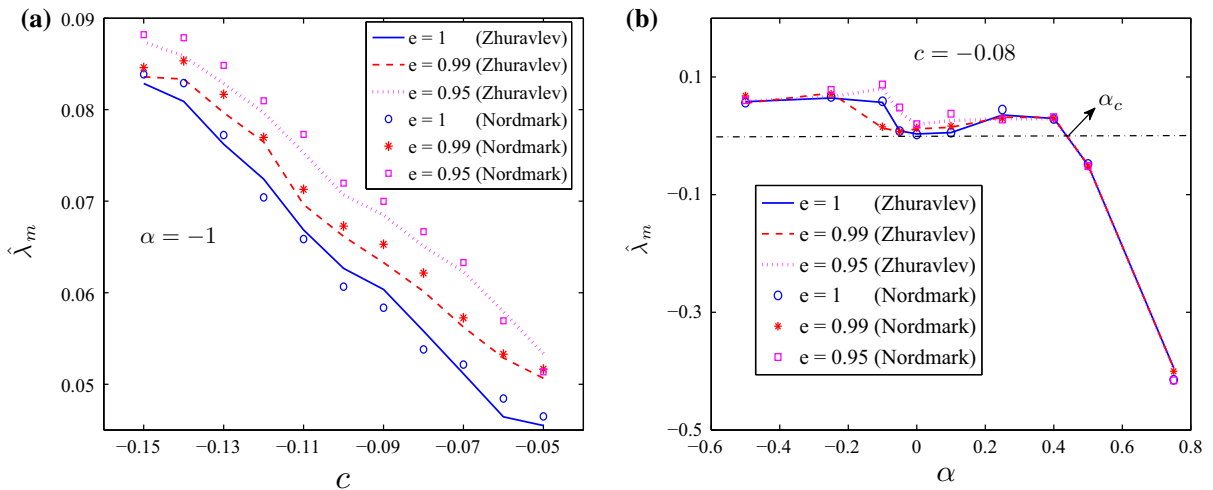 (a)
0.09
0.08
0.07
0.06
0.05
λ̂m
e = 1 (Zhuravlev)
e = 0.99 (Zhuravlev)
e = 0.95 (Zhuravlev)
e = 1 (Nordmark)
e = 0.99 (Nordmark)
e = 0.95 (Nordmark)
α = −1
−0.15 −0.13 −0.11 −0.09 −0.07 −0.05
c
(b)
c = −0.08
0.1
−0.1
−0.3
−0.5
λ̂m
αc
e = 1 (Zhuravlev)
e = 0.99 (Zhuravlev)
e = 0.95 (Zhuravlev)
e = 1 (Nordmark)
e = 0.99 (Nordmark)
e = 0.95 (Nordmark)
−0.6 −0.4 −0.2 0 0.2 0.4 0.6 0.8
α